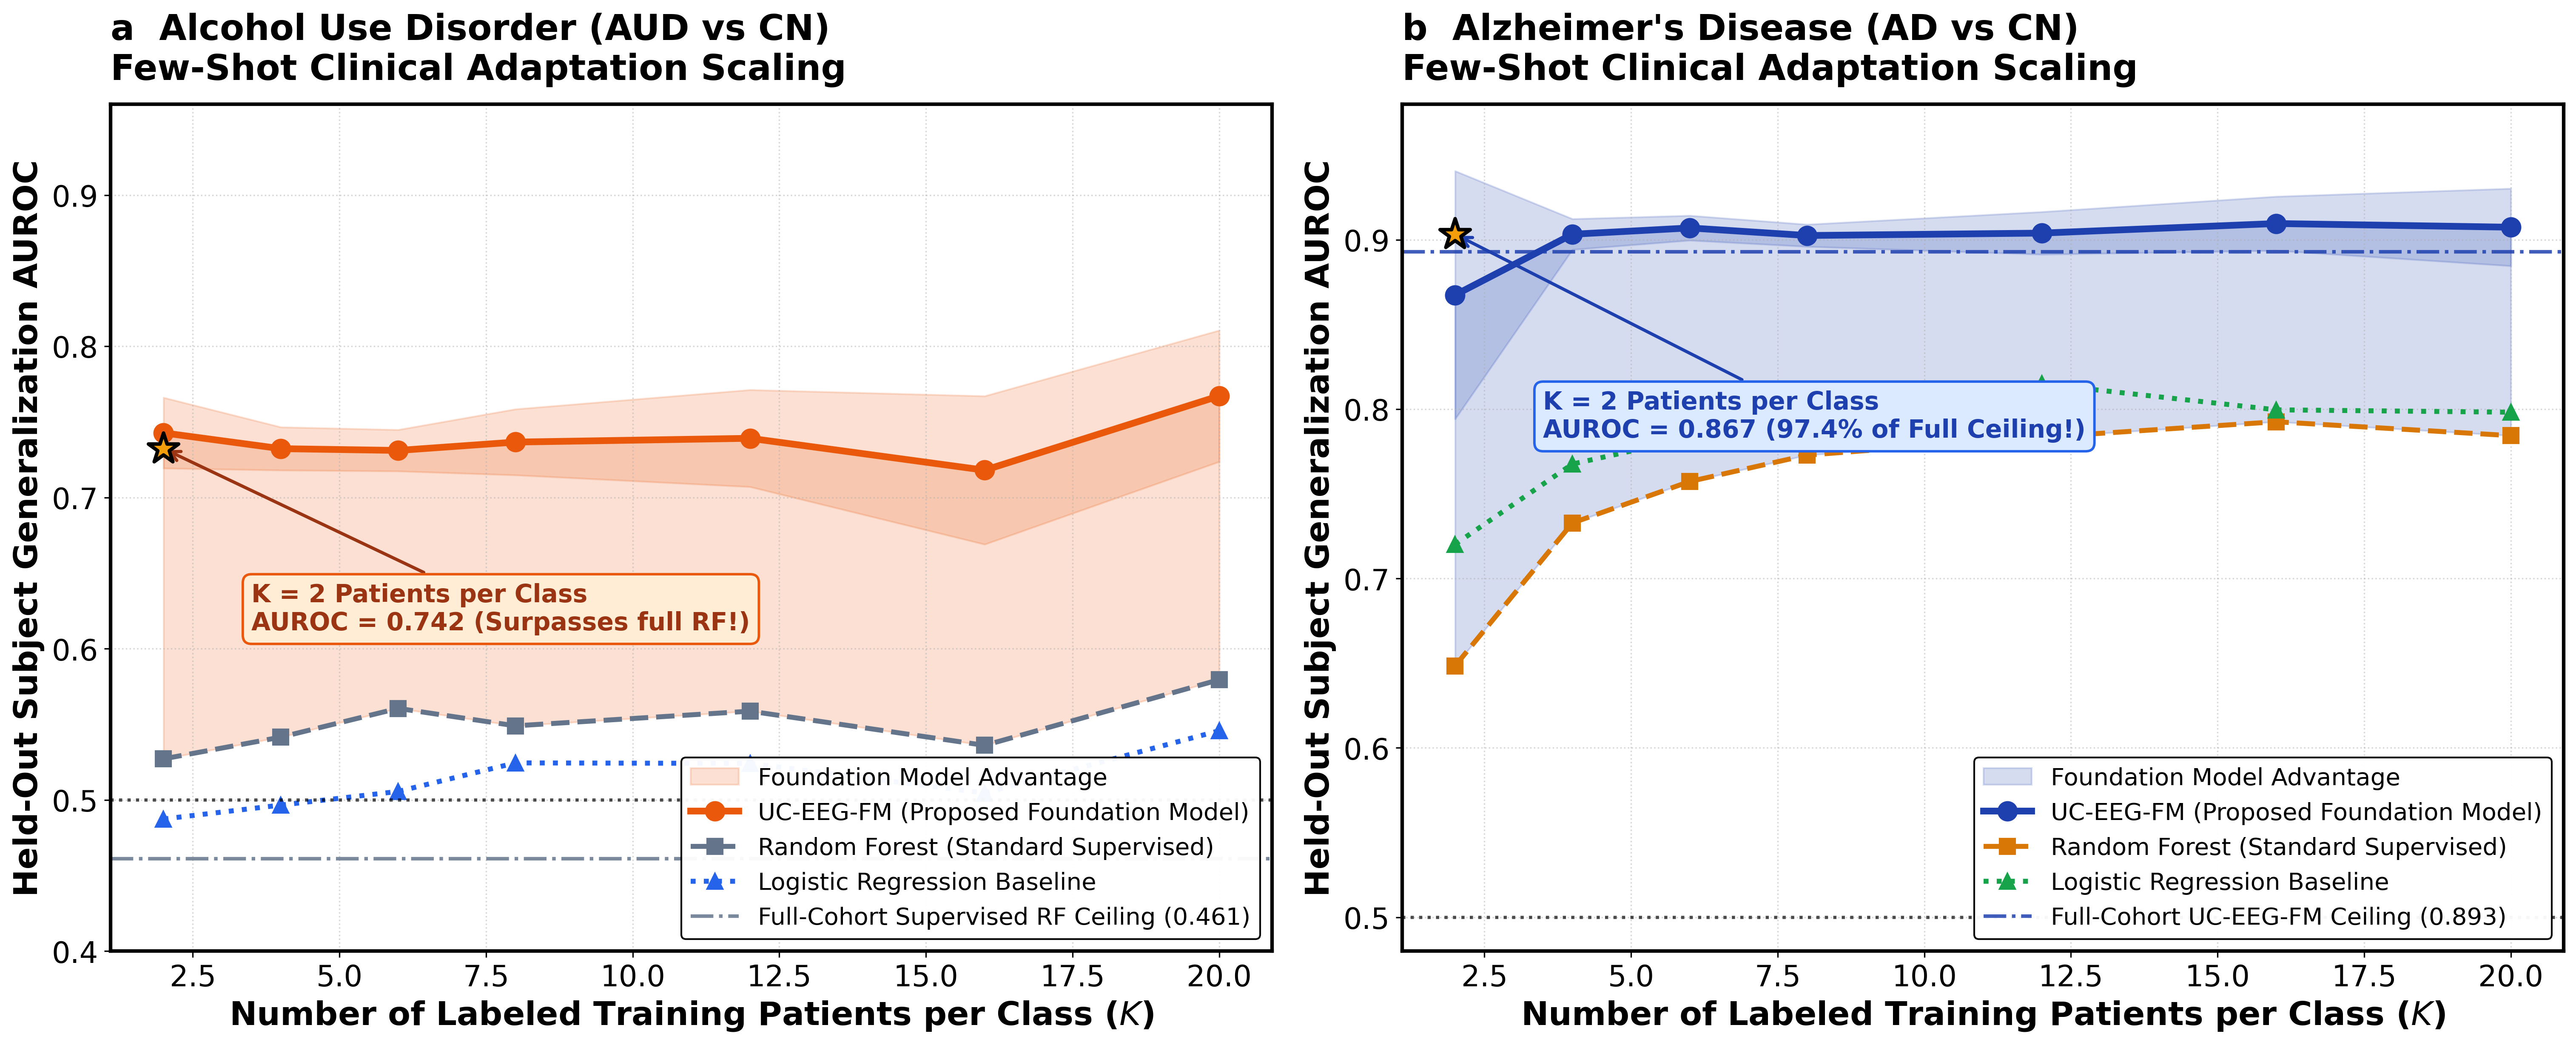 a Alcohol Use Disorder (AUD vs CN)
Few-Shot Clinical Adaptation Scaling
Held-Out Subject Generalization AUROC
0.9
0.8
0.7
0.6
0.5
0.4
K = 2 Patients per Class
AUROC = 0.742 (Surpasses full RF!)
Foundation Model Advantage
UC-EEG-FM (Proposed Foundation Model)
Random Forest (Standard Supervised)
Logistic Regression Baseline
Full-Cohort Supervised RF Ceiling (0.461)
2.5 5.0 7.5 10.0 12.5 15.0 17.5 20.0
Number of Labeled Training Patients per Class (K)
b Alzheimer's Disease (AD vs CN)
Few-Shot Clinical Adaptation Scaling
Held-Out Subject Generalization AUROC
0.9
0.8
0.7
0.6
0.5
K = 2 Patients per Class
AUROC = 0.867 (97.4% of Full Ceiling!)
Foundation Model Advantage
UC-EEG-FM (Proposed Foundation Model)
Random Forest (Standard Supervised)
Logistic Regression Baseline
Full-Cohort UC-EEG-FM Ceiling (0.893)
2.5 5.0 7.5 10.0 12.5 15.0 17.5 20.0
Number of Labeled Training Patients per Class (K)